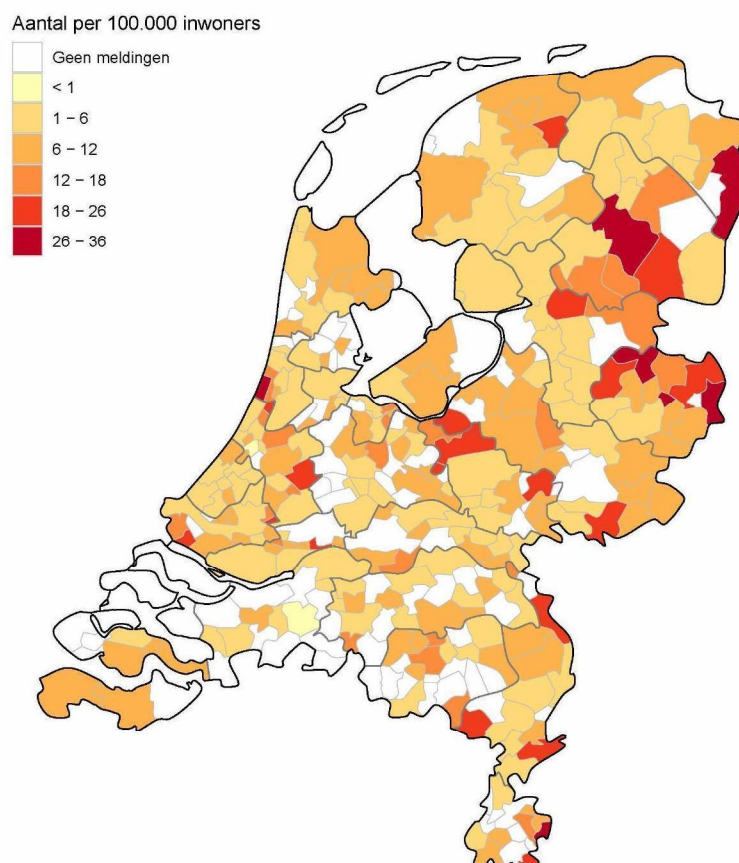 Aantal per 100.000 inwoners
Geen meldingen
< 1
1 – 6
6 – 12
12 – 18
18 – 26
26 – 36